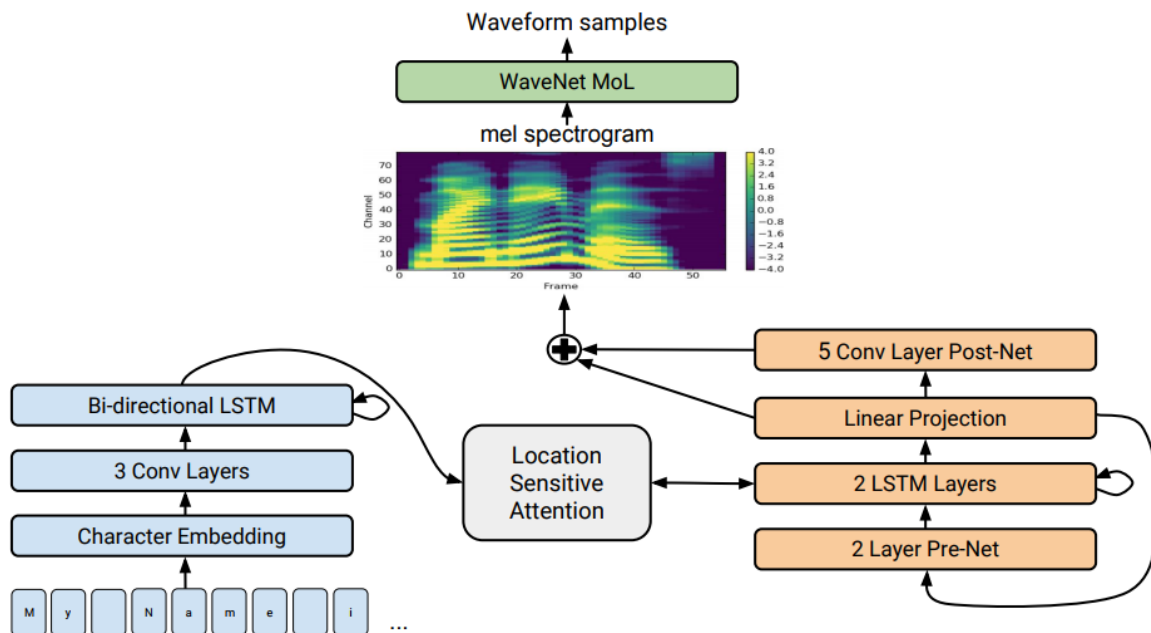 Waveform samples
WaveNet MoL
mel spectrogram
Channel
70
60
50
40
30
20
10
0
0 10 20 30 40 50
Frame
4.0
3.2
2.4
1.6
0.8
0.0
−0.8
−1.6
−2.4
−3.2
−4.0
5 Conv Layer Post-Net
Bi-directional LSTM
Linear Projection
3 Conv Layers
Location
Sensitive
Attention
2 LSTM Layers
Character Embedding
2 Layer Pre-Net
M y N a m e i ...